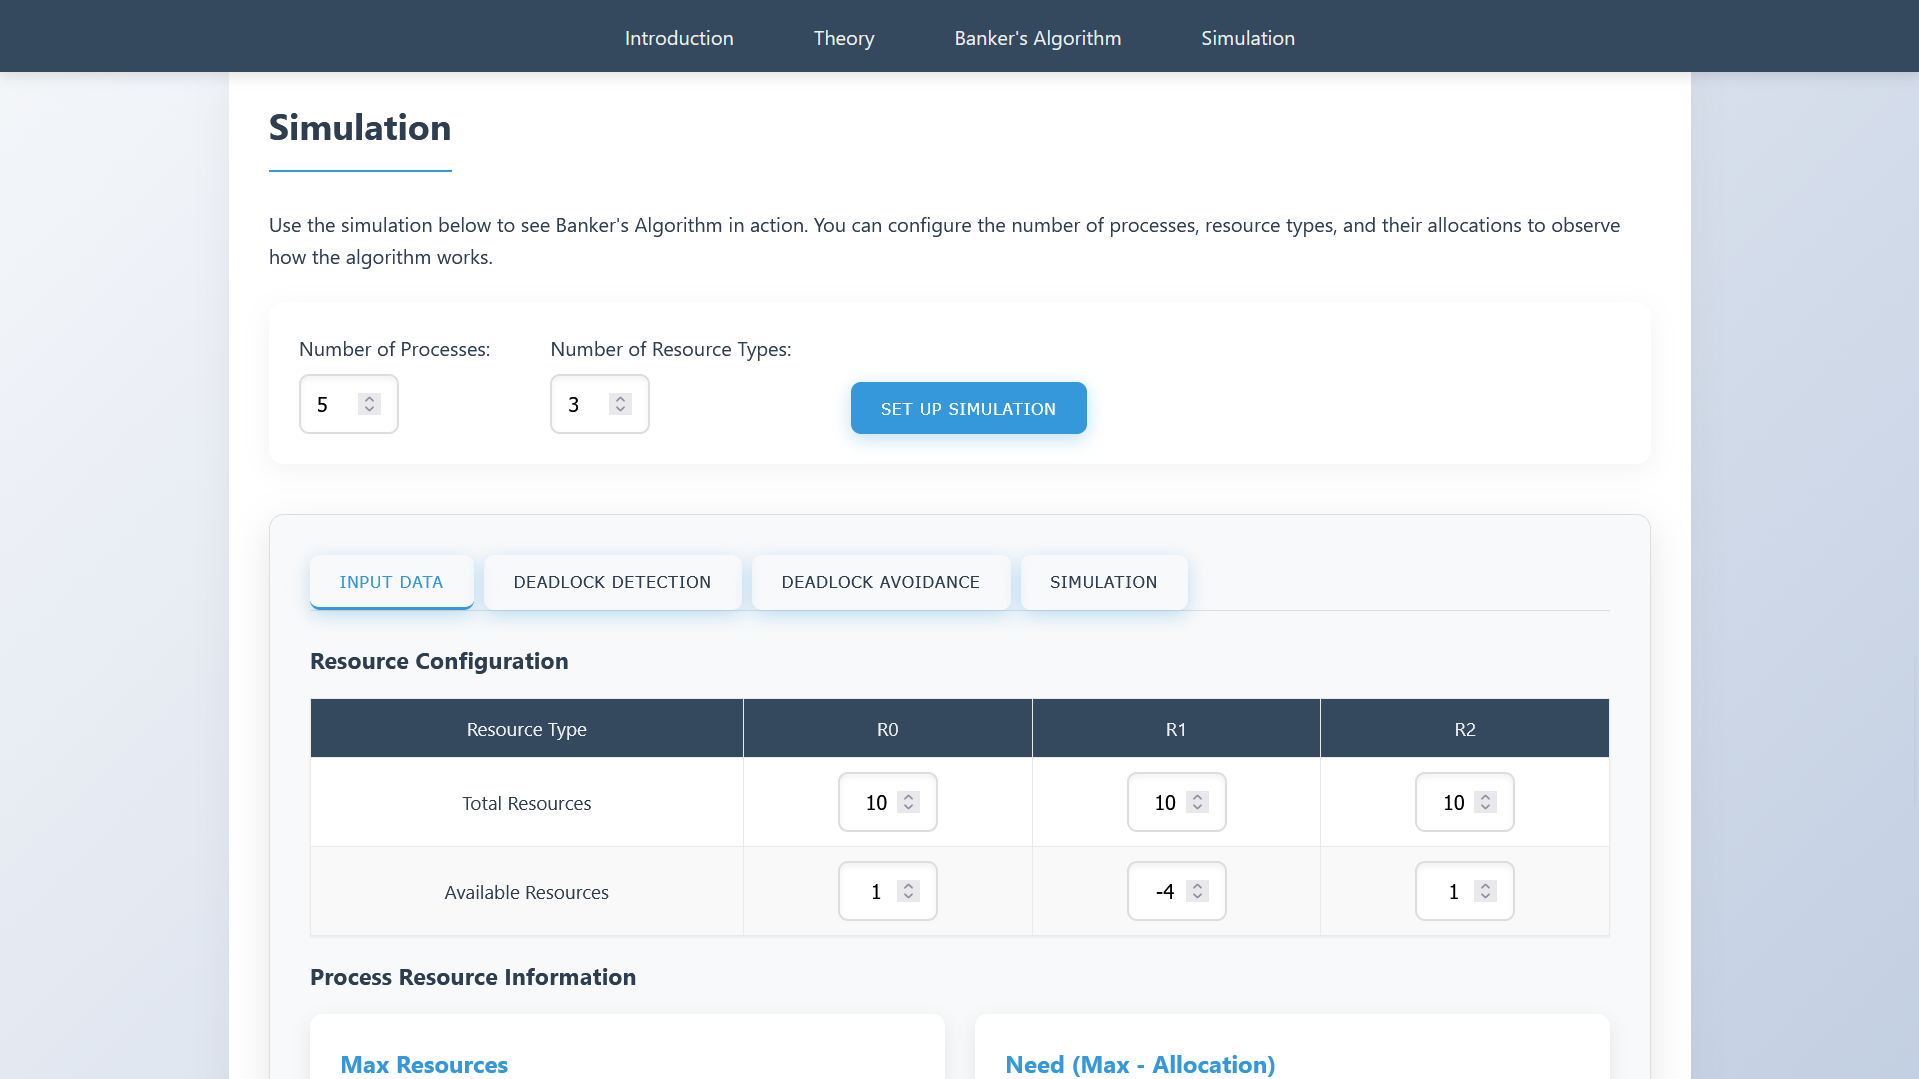 Introduction
Theory
Banker's Algorithm
Simulation
Simulation
Use the simulation below to see Banker's Algorithm in action. You can configure the number of processes, resource types, and their allocations to observe
how the algorithm works.
Number of Processes:
Number of Resource Types:
5
3
SET UP SIMULATION
INPUT DATA
DEADLOCK DETECTION
DEADLOCK AVOIDANCE
SIMULATION
Resource Configuration
Resource Type R0 R1 R2
Total Resources 10 10 10
Available Resources 1 -4 1
Process Resource Information
Max Resources
Need (Max - Allocation)